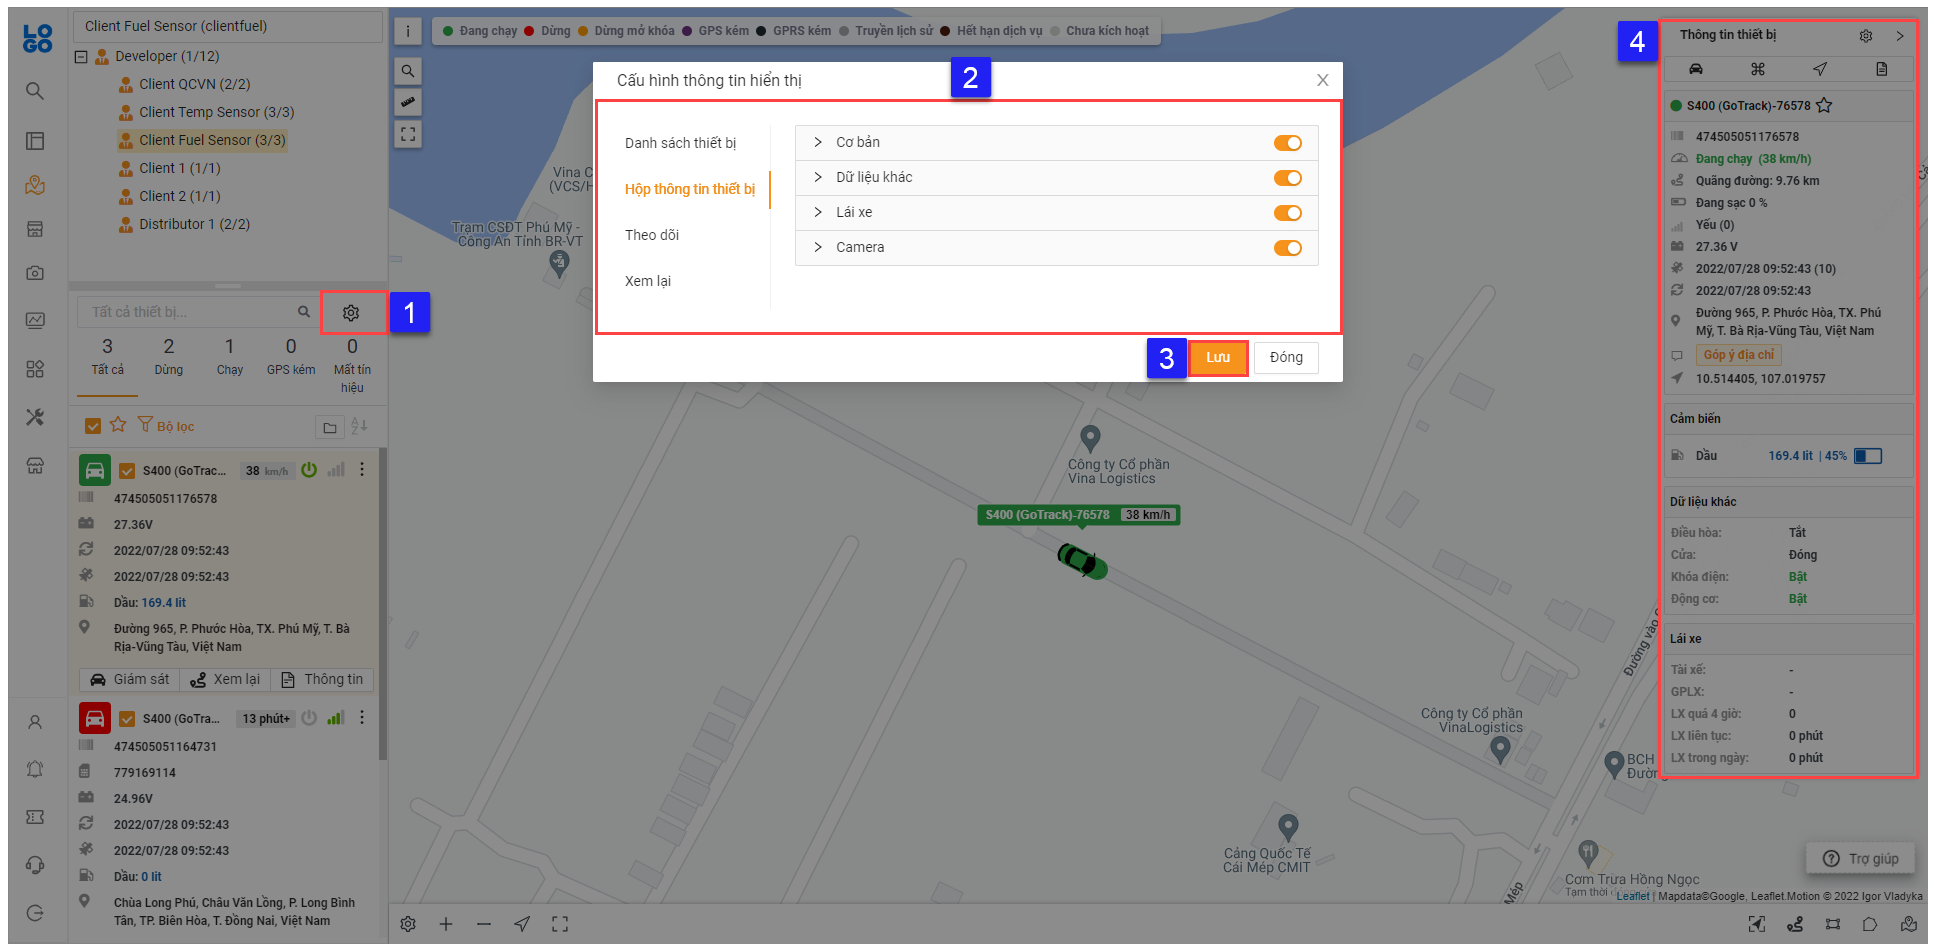 LO
GO
Client Fuel Sensor (clientfuel)
Developer (1/12)
Client QCVN (2/2)
Client Temp Sensor (3/3)
Client Fuel Sensor (3/3)
Client 1 (1/1)
Client 2 (1/1)
Distributor 1 (2/2)
Tất cả thiết bị...
1
3
Tất cả
2
Dừng
1
Chạy
0
GPS kém
0
Mất tín
hiệu
Bộ lọc
S400 (GoTrac... 38 km/h
474505051176578
27.36V
2022/07/28 09:52:43
2022/07/28 09:52:43
Dầu: 169.4 lit
Đường 965, P. Phước Hòa, TX. Phú Mỹ, T. Bà
Rịa-Vũng Tàu, Việt Nam
Giám sát Xem lại Thông tin
S400 (GoTra... 13 phút+
474505051164731
779169114
24.96V
2022/07/28 09:52:43
2022/07/28 09:52:43
Dầu: 0 lit
Chùa Long Phú, Châu Văn Lồng, P. Long Bình
Tân, TP. Biên Hòa, T. Đồng Nai, Việt Nam
i
Đang chạy Dừng Dừng mở khóa GPS kém GPRS kém Truyền lịch sử Hết hạn dịch vụ Chưa kích hoạt
Cấu hình thông tin hiển thị
2
Danh sách thiết bị
Hộp thông tin thiết bị
Theo dõi
Xem lại
Cơ bản
Dữ liệu khác
Lái xe
Camera
3
Lưu
Đóng
Vina C
(VCS/H
Trạm CSĐT Phú Mỹ -
Công An Tỉnh BR-VT
Công ty Cổ phần
Vina Logistics
S400 (GoTrack)-76578 38 km/h
Đường vào
Công ty Cổ phần
VinaLogistics
BCH
Đườn
Cảng Quốc Tế
Cái Mép CMIT
Cơm Trưa Hồng Ngọc
Tạm thời
Mép
Leaflet | Mapdata©Google, Leaflet.Motion © 2022 Igor Vladyka
4
Thông tin thiết bị
S400 (GoTrack)-76578
474505051176578
Đang chạy (38 km/h)
Quãng đường: 9.76 km
Đang sạc 0 %
Yếu (0)
27.36 V
2022/07/28 09:52:43 (10)
2022/07/28 09:52:43
Đường 965, P. Phước Hòa, TX. Phú
Mỹ, T. Bà Rịa-Vũng Tàu, Việt Nam
Góp ý địa chỉ
10.514405, 107.019757
Cảm biến
Dầu 169.4 lit | 45%
Dữ liệu khác
Điều hòa: Tắt
Cửa: Đóng
Khóa điện: Bật
Động cơ: Bật
Lái xe
Tài xế: -
GPLX: -
LX quá 4 giờ: 0
LX liên tục: 0 phút
LX trong ngày: 0 phút
Trợ giúp